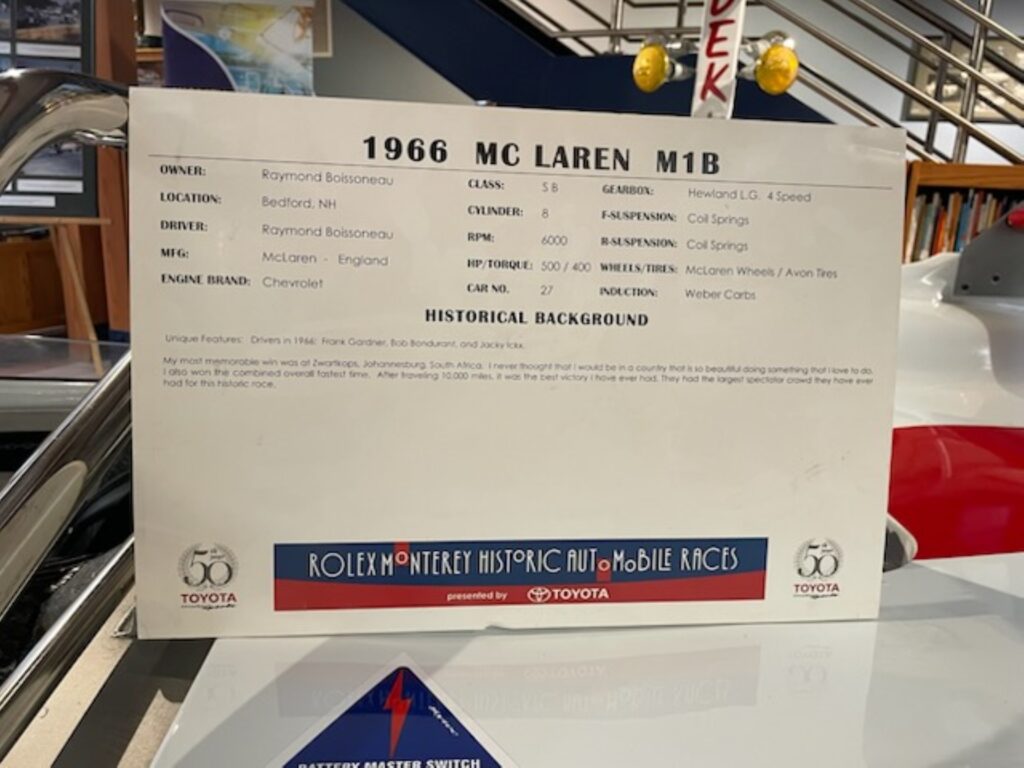 DEK
1966 MC LAREN M1B
OWNER: Raymond Boissoneau CLASS: S B GEARBOX: Hewland L.G. 4 Speed
LOCATION: Bedford, NH CYLINDER: 8 F-SUSPENSION: Coil Springs
DRIVER: Raymond Boissoneau RPM: 6000 R-SUSPENSION: Coil Springs
MFG: McLaren - England HP/TORQUE: 500 / 400 WHEELS/TIRES: McLaren Wheels / Avon Tires
ENGINE BRAND: Chevrolet CAR NO. 27 INDUCTION: Weber Carbs
HISTORICAL BACKGROUND
Unique Features: Drivers in 1966: Frank Gardner, Bob Bondurant, and Jacky Ickx.
My most memorable win was at Zwartkops, Johannesburg, South Africa. I never thought that I would be in a country that is so beautiful doing something that I love to do.
I also won the combined overall fastest time. After traveling 10,000 miles, it was the best victory I have ever had. They had the largest spectator crowd they have ever
had for this historic race.
50 TOYOTA
ROLEX MONTEREY HISTORIC AUTOMOBILE RACES
presented by TOYOTA
50 TOYOTA
BATTERY MASTER SWITCH